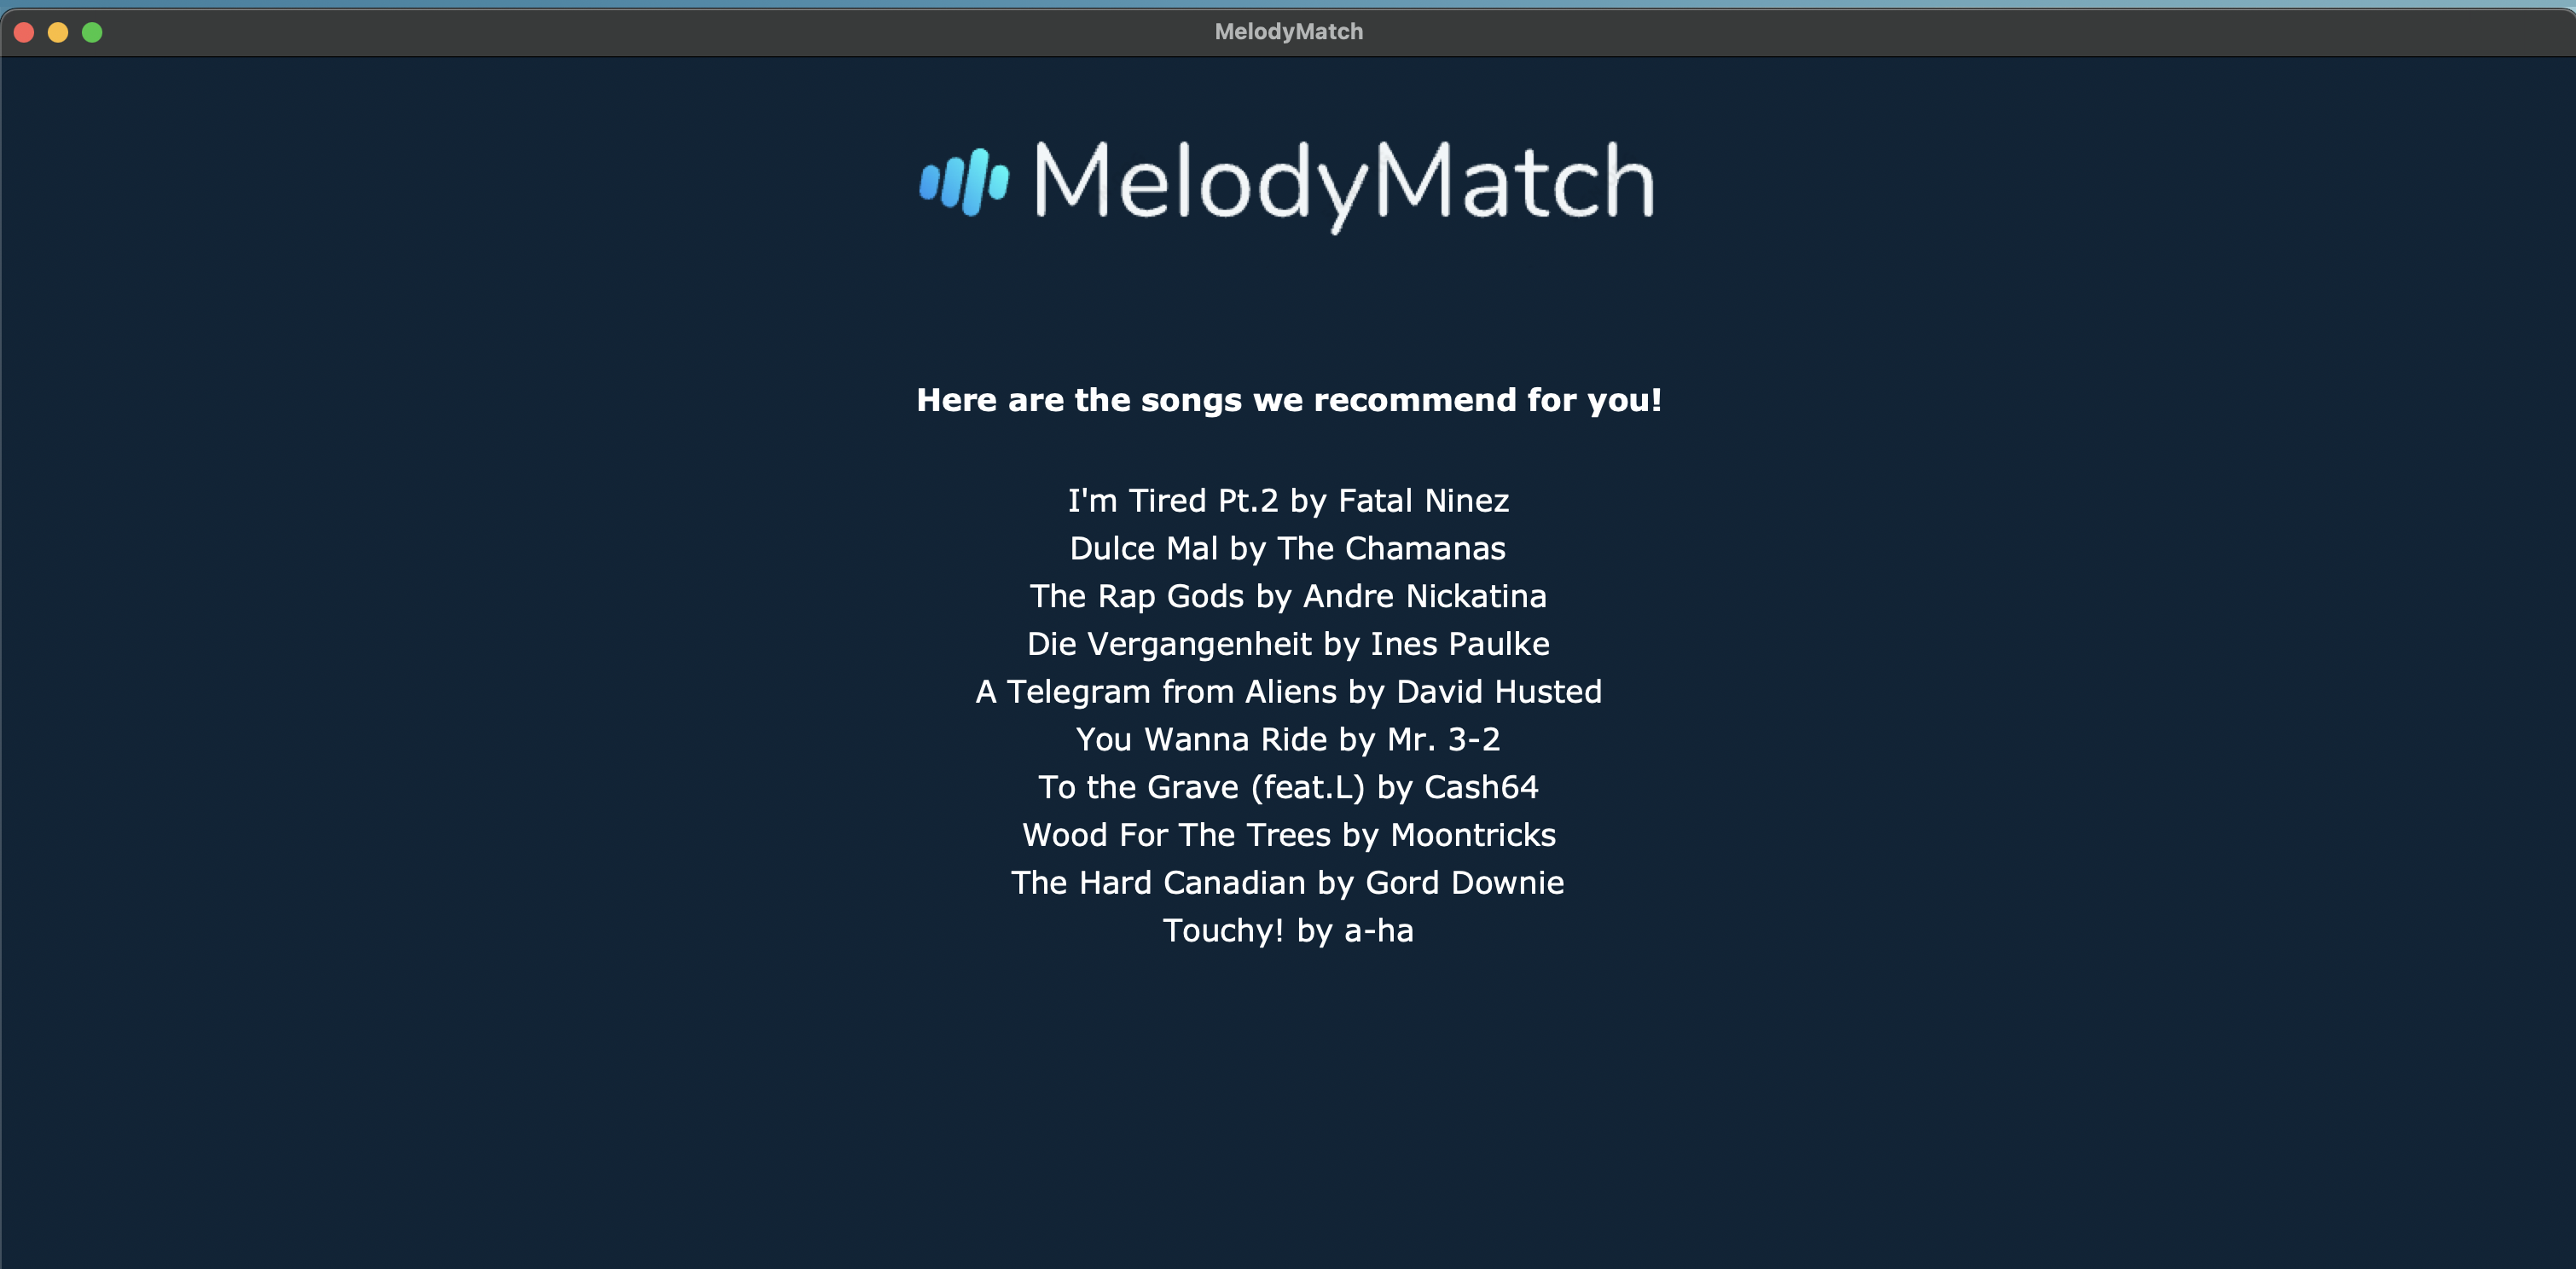 MelodyMatch
MelodyMatch
Here are the songs we recommend for you!
I'm Tired Pt.2 by Fatal Ninez
Dulce Mal by The Chamanas
The Rap Gods by Andre Nickatina
Die Vergangenheit by Ines Paulke
A Telegram from Aliens by David Husted
You Wanna Ride by Mr. 3-2
To the Grave (feat.L) by Cash64
Wood For The Trees by Moontricks
The Hard Canadian by Gord Downie
Touchy! by a-ha